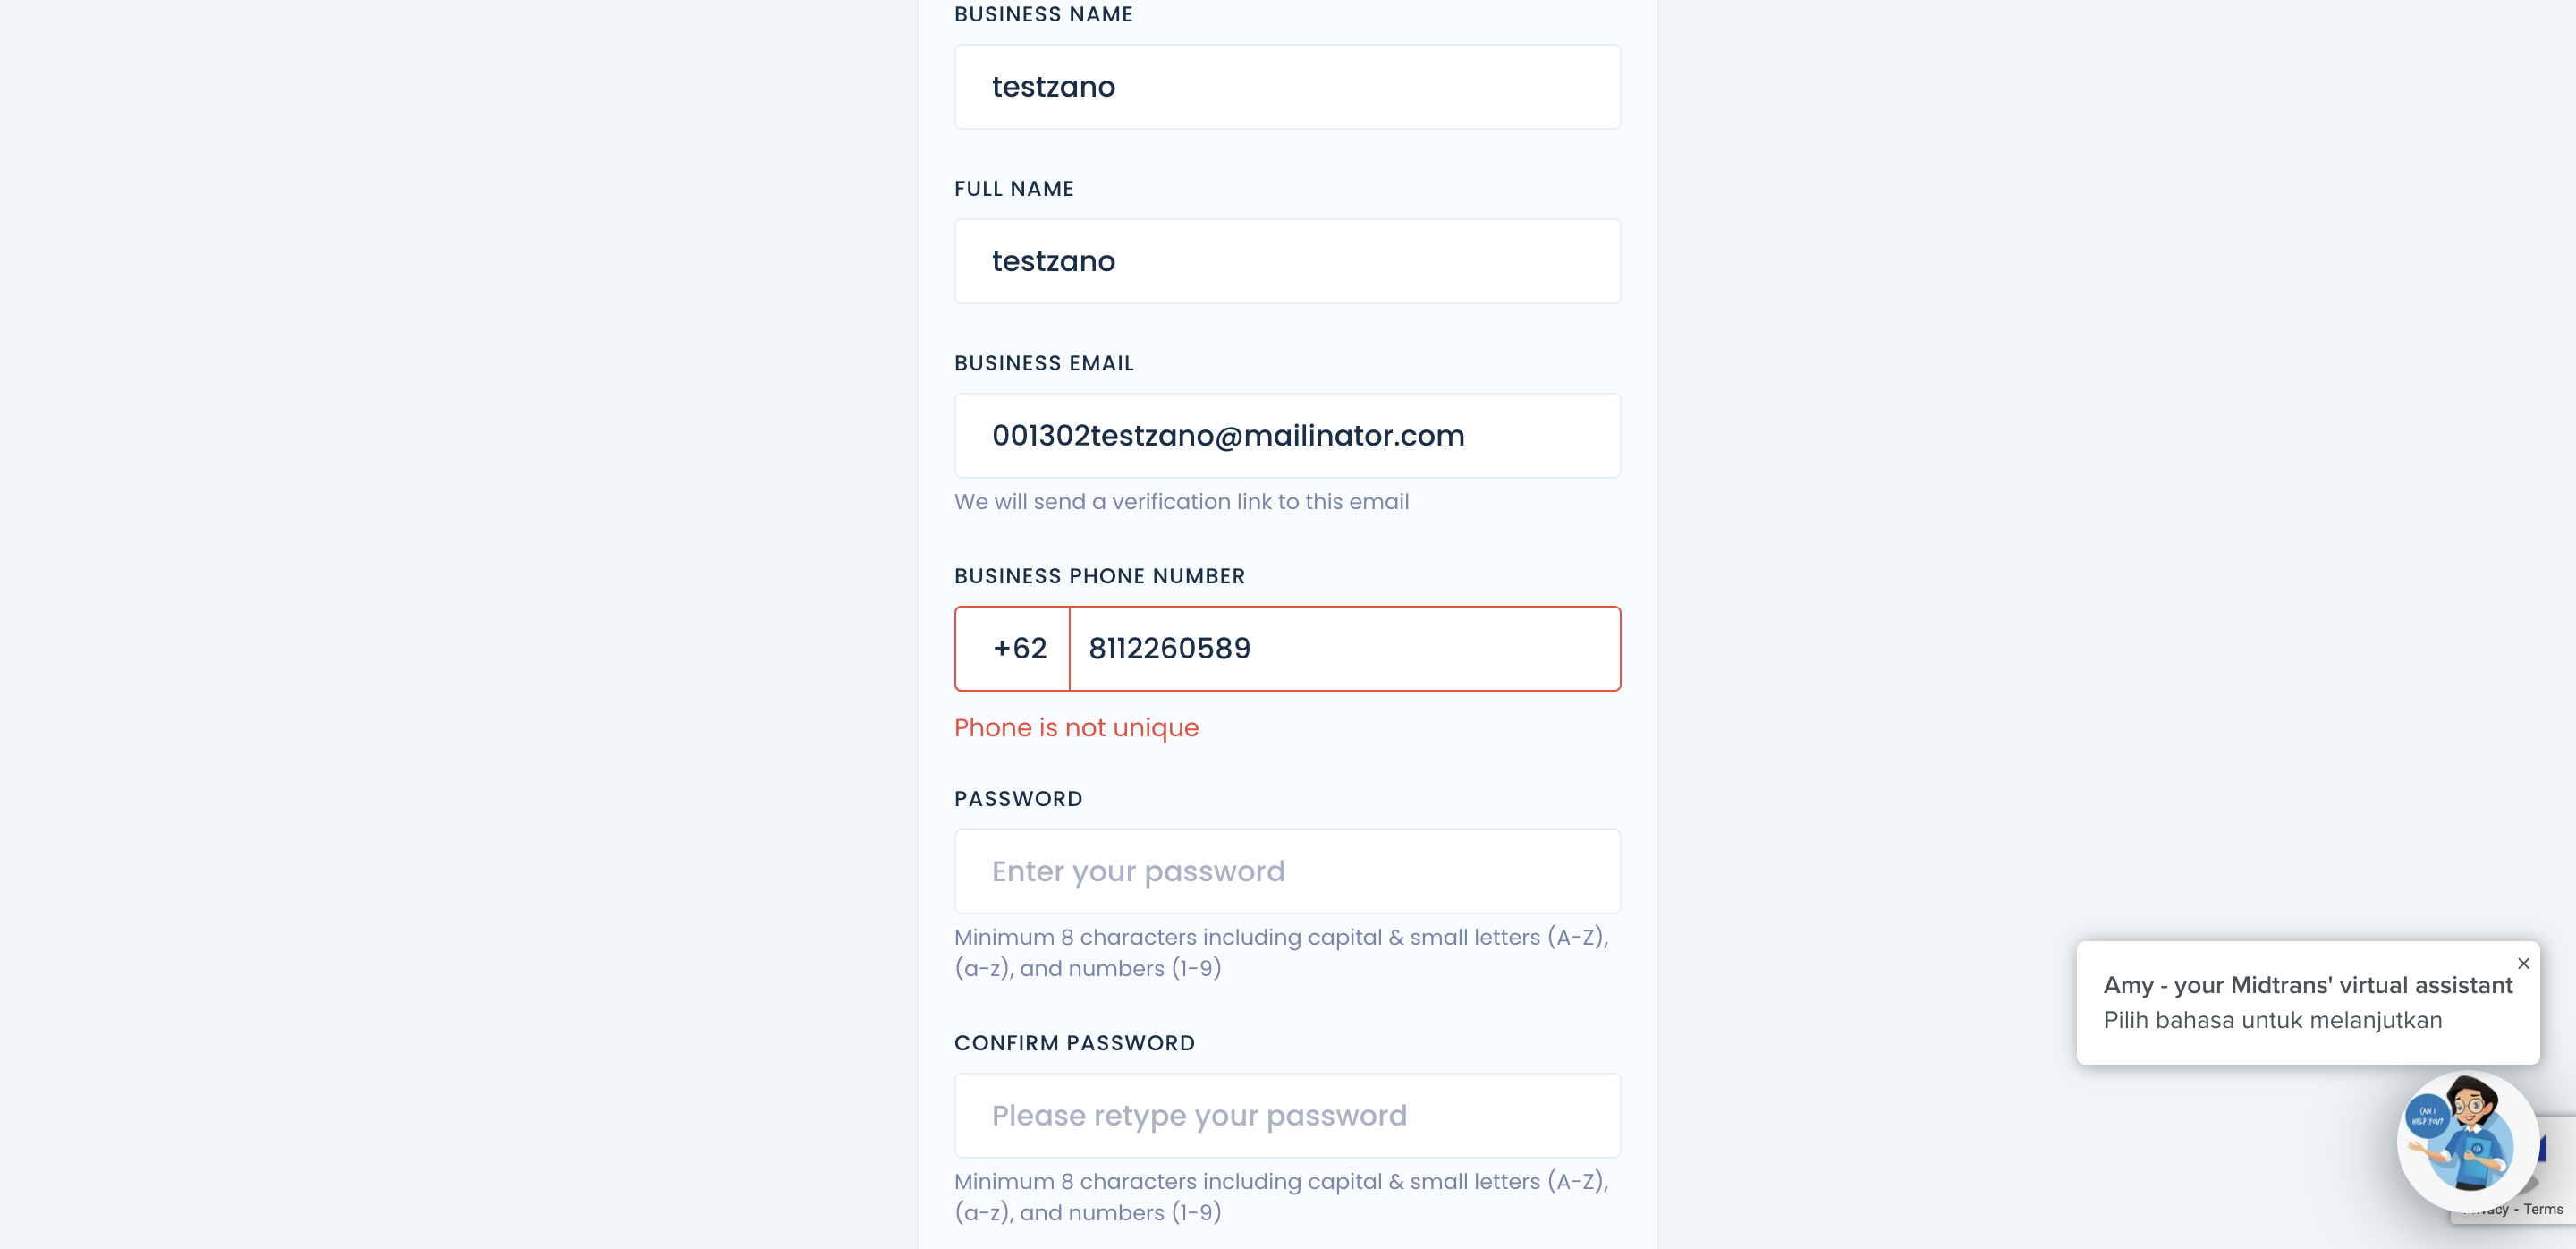 BUSINESS NAME
testzano
FULL NAME
testzano
BUSINESS EMAIL
001302testzano@mailinator.com
We will send a verification link to this email
BUSINESS PHONE NUMBER
+62 8112260589
Phone is not unique
PASSWORD
Enter your password
Minimum 8 characters including capital & small letters (A-Z),
(a-z), and numbers (1-9)
CONFIRM PASSWORD
Please retype your password
Minimum 8 characters including capital & small letters (A-Z),
(a-z), and numbers (1-9)
×
Amy - your Midtrans' virtual assistant
Pilih bahasa untuk melanjutkan
CAN I
HELP YOU?
- Terms